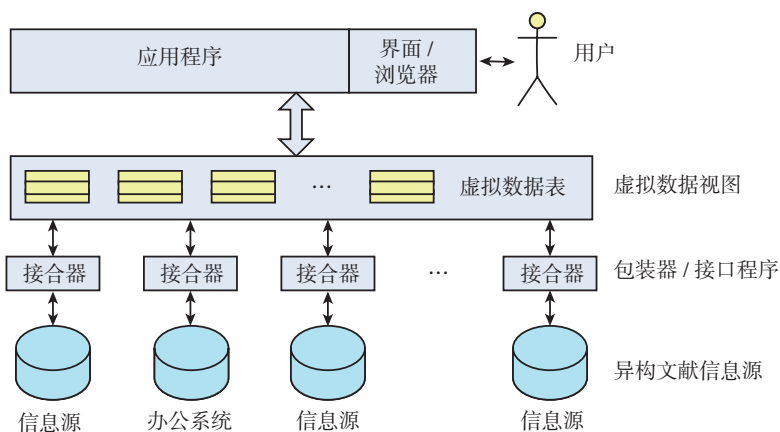 应用程序
界面 /
浏览器
用户
… 虚拟数据表
虚拟数据视图
接合器 接合器 接合器 … 接合器
包装器 / 接口程序
异构文献信息源
信息源 办公系统 信息源 信息源